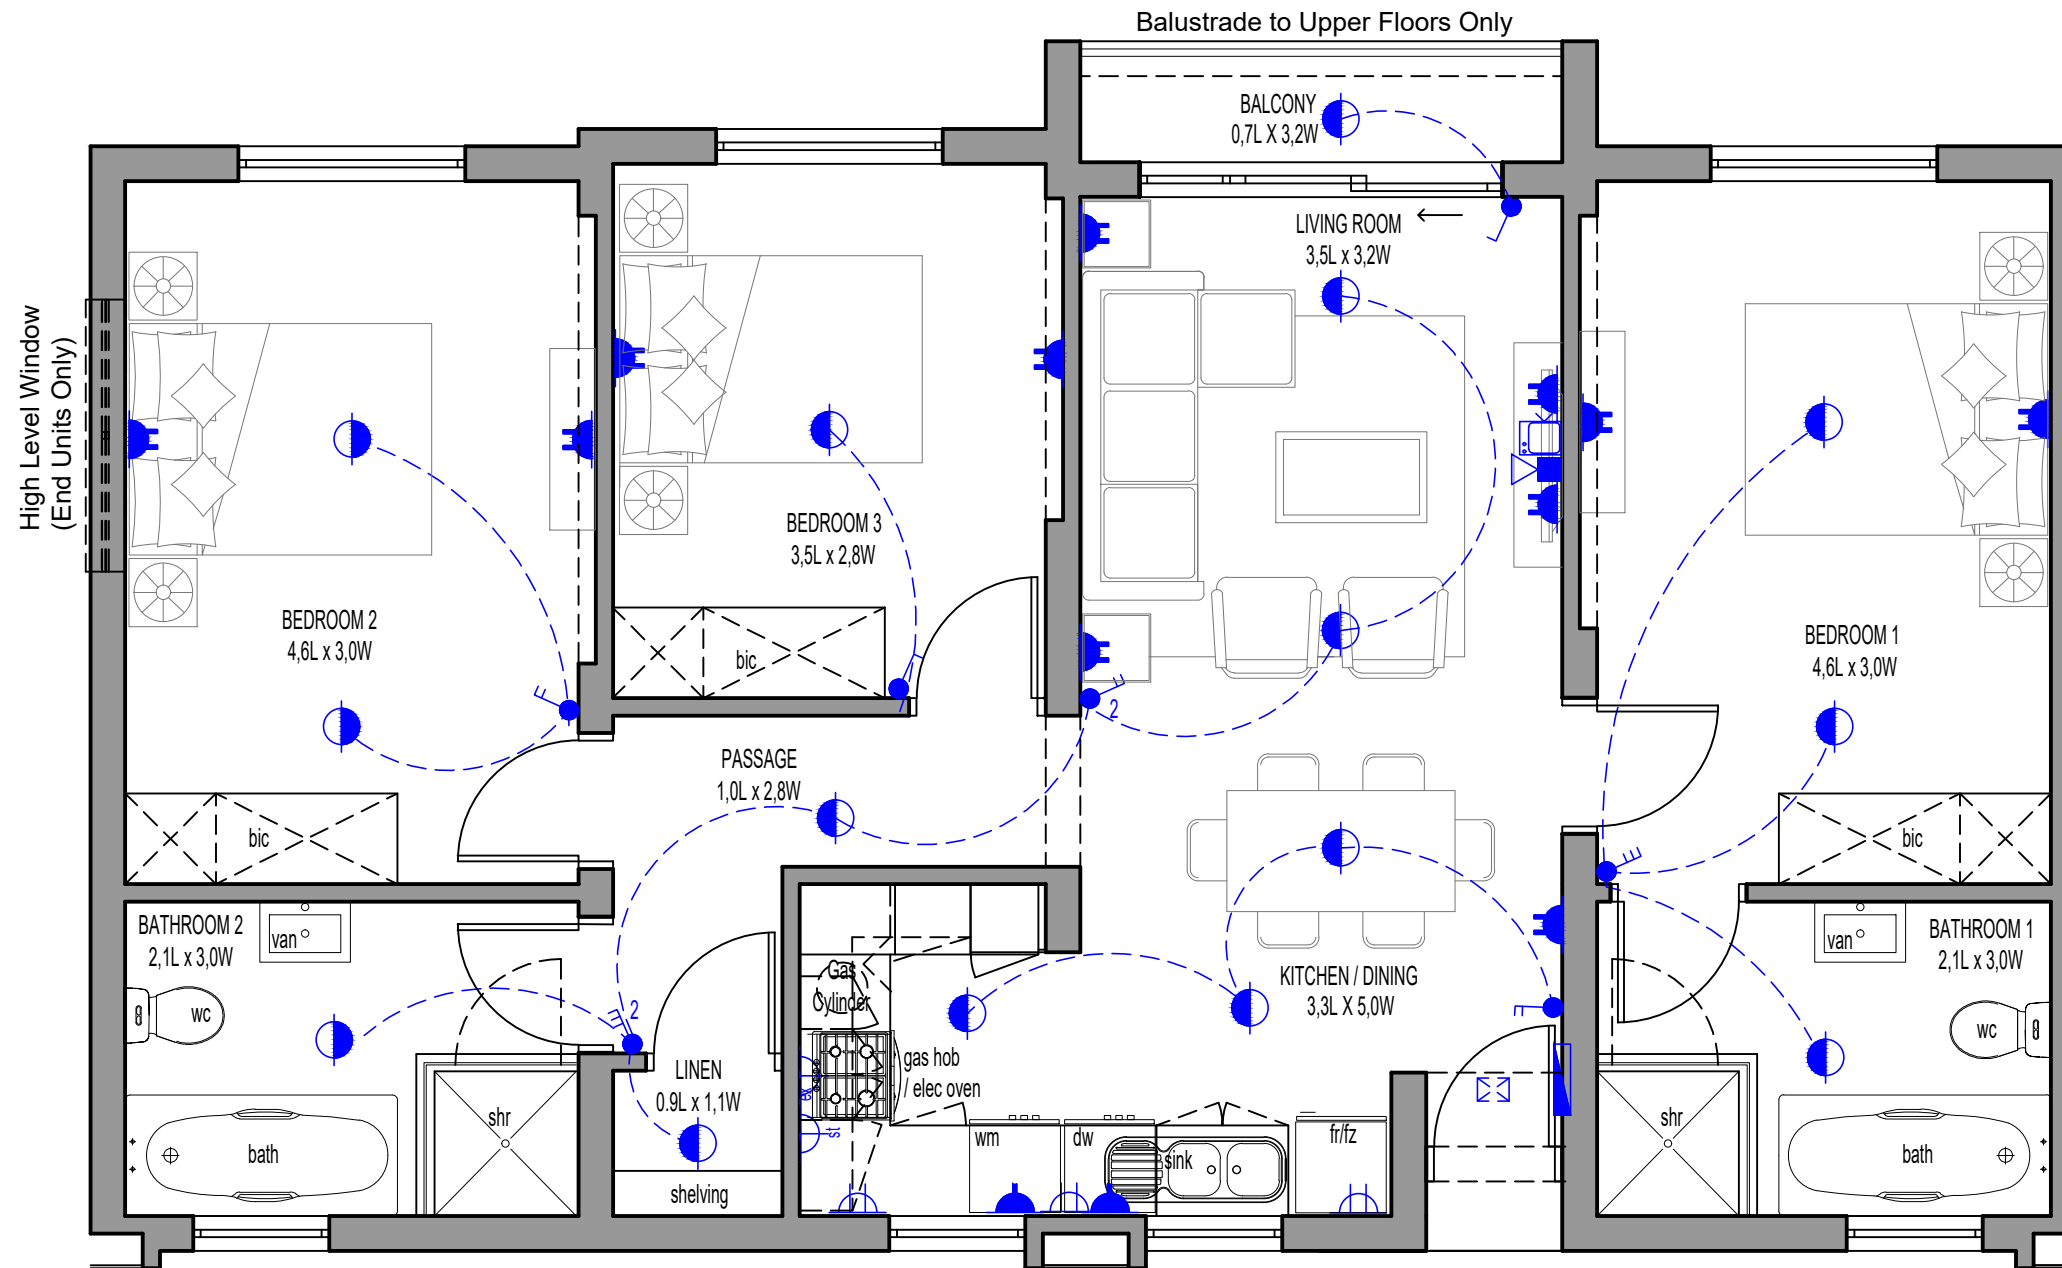 Balustrade to Upper Floors Only
BALCONY
0,7L X 3,2W
LIVING ROOM
3,5L x 3,2W
High Level Window
(End Units Only)
BEDROOM 3
3,5L x 2,8W
BEDROOM 2
4,6L x 3,0W
BEDROOM 1
4,6L x 3,0W
bic
2
PASSAGE
1,0L x 2,8W
bic
bic
BATHROOM 2
2,1L x 3,0W
van
BATHROOM 1
2,1L x 3,0W
van
Gas
Cylinder
KITCHEN / DINING
3,3L X 5,0W
wc
2
wc
gas hob
/ elec oven
LINEN
0.9L x 1,1W
shr
st
wm
dw
sink
fr/fz
shr
bath
shelving
bath